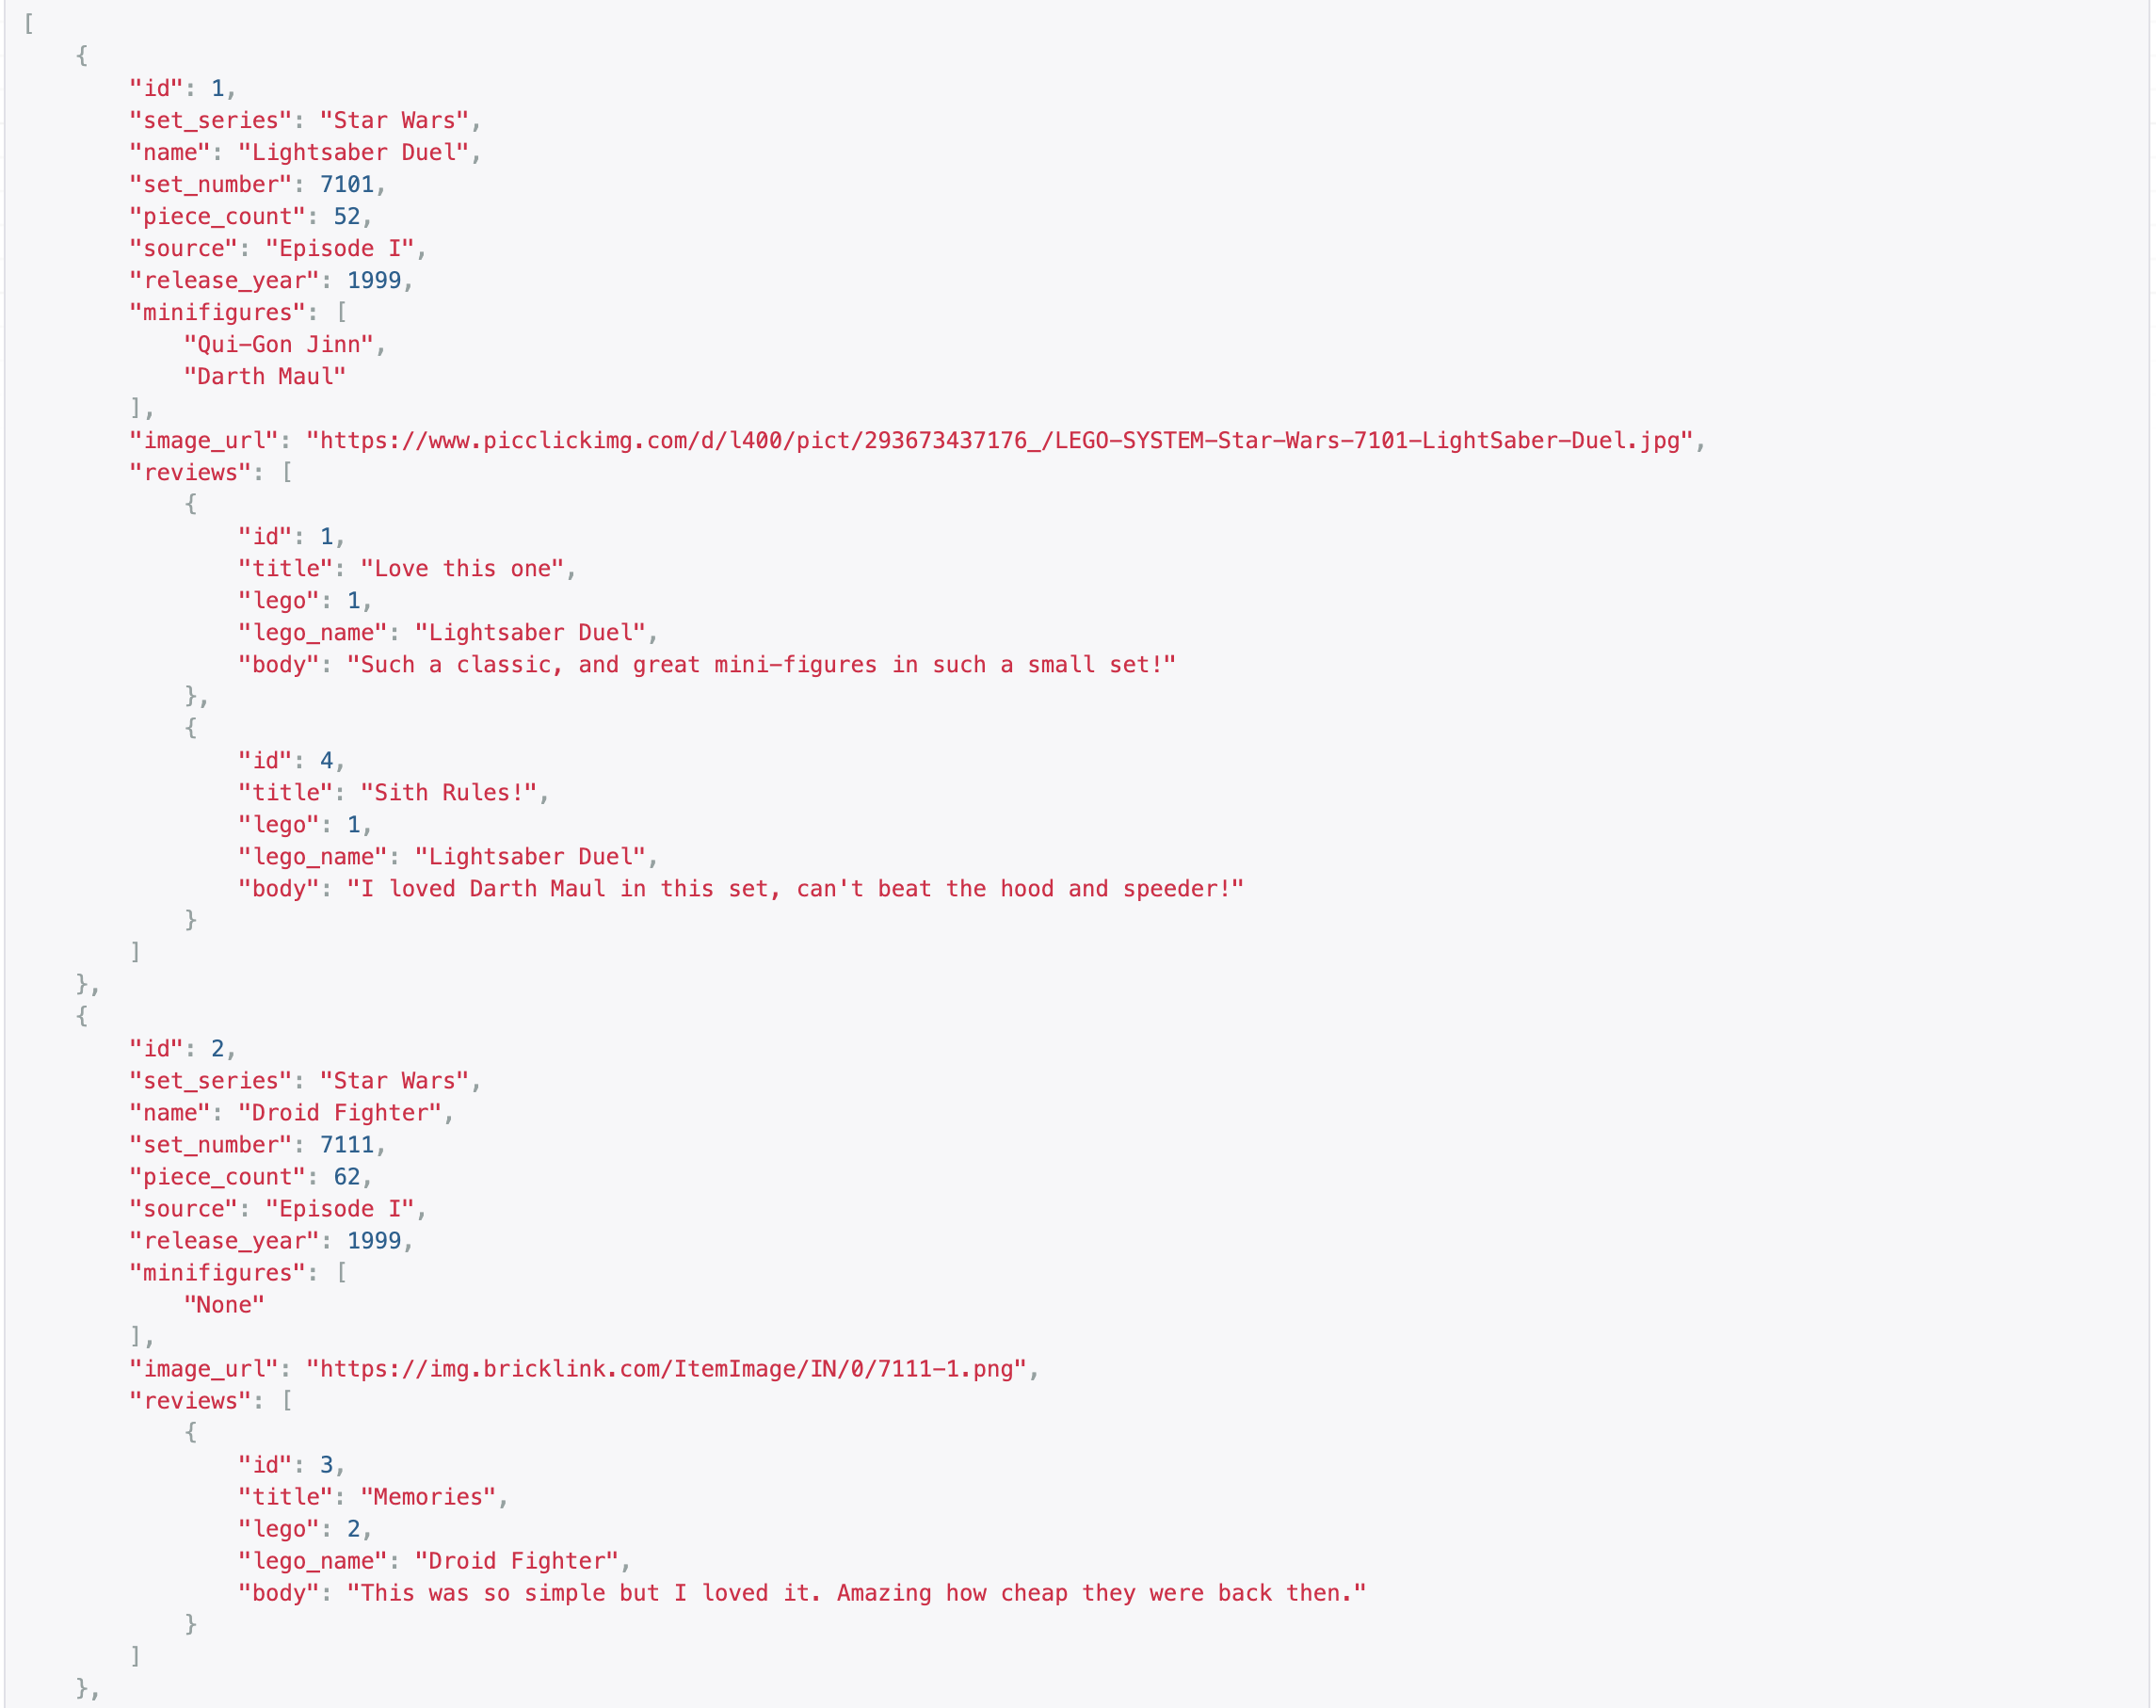 [
    {
        "id": 1,
        "set_series": "Star Wars",
        "name": "Lightsaber Duel",
        "set_number": 7101,
        "piece_count": 52,
        "source": "Episode I",
        "release_year": 1999,
        "minifigures": [
            "Qui-Gon Jinn",
            "Darth Maul"
        ],
        "image_url": "https://www.picclickimg.com/d/l400/pict/293673437176_/LEGO-SYSTEM-Star-Wars-7101-LightSaber-Duel.jpg",
        "reviews": [
            {
                "id": 1,
                "title": "Love this one",
                "lego": 1,
                "lego_name": "Lightsaber Duel",
                "body": "Such a classic, and great mini-figures in such a small set!"
            },
            {
                "id": 4,
                "title": "Sith Rules!",
                "lego": 1,
                "lego_name": "Lightsaber Duel",
                "body": "I loved Darth Maul in this set, can't beat the hood and speeder!"
            }
        ]
    },
    {
        "id": 2,
        "set_series": "Star Wars",
        "name": "Droid Fighter",
        "set_number": 7111,
        "piece_count": 62,
        "source": "Episode I",
        "release_year": 1999,
        "minifigures": [
            "None"
        ],
        "image_url": "https://img.bricklink.com/ItemImage/IN/0/7111-1.png",
        "reviews": [
            {
                "id": 3,
                "title": "Memories",
                "lego": 2,
                "lego_name": "Droid Fighter",
                "body": "This was so simple but I loved it. Amazing how cheap they were back then."
            }
        ]
    },